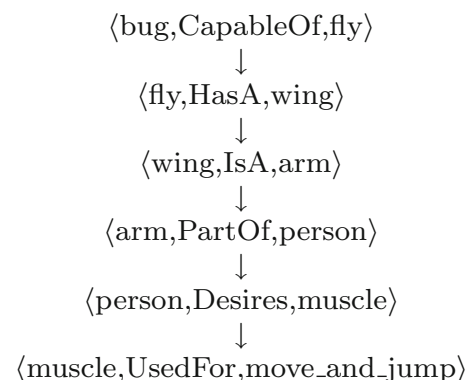 ⟨bug,CapableOf,fly⟩
↓
⟨fly,HasA,wing⟩
↓
⟨wing,IsA,arm⟩
↓
⟨arm,PartOf,person⟩
↓
⟨person,Desires,muscle⟩
↓
⟨muscle,UsedFor,move_and_jump⟩